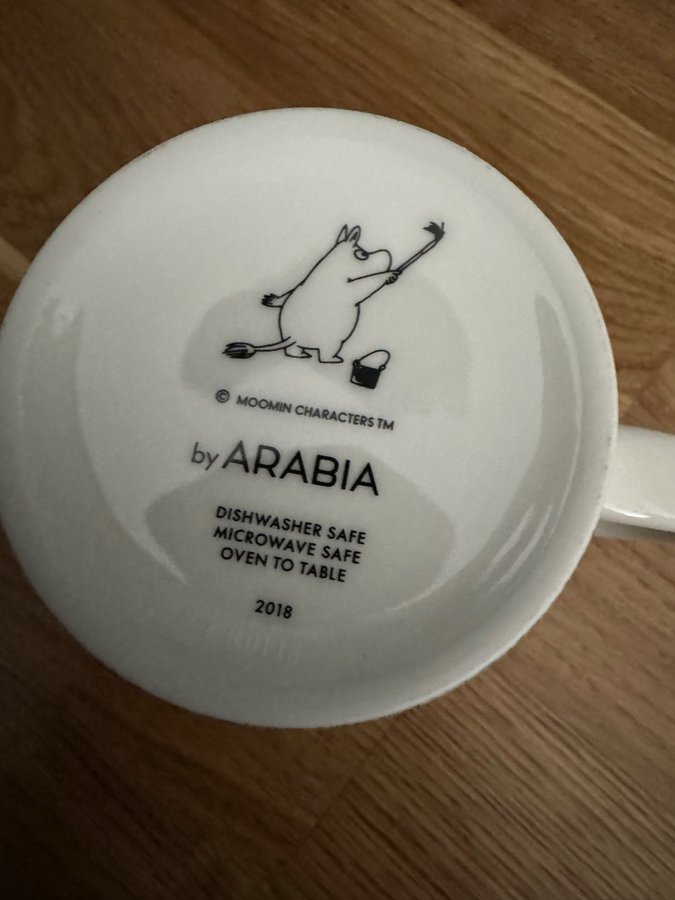 © MOOMIN CHARACTERS TM
by ARABIA
DISHWASHER SAFE
MICROWAVE SAFE
OVEN TO TABLE
2018